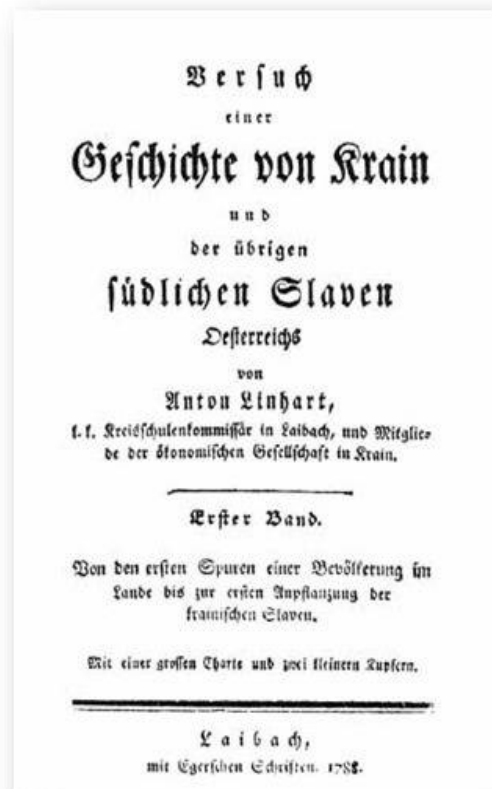 Versuch
einer
Geschichte von Krain
und
der übrigen
südlichen Slaven
Oesterreichs
von
Anton Linhart,
k. k. Kreisschulenkommissär in Laibach, und Mitglie-
de der ökonomischen Gesellschaft in Krain.
Erster Band.
Von den ersten Spuren einer Bevölkerung im
Lande bis zur ersten Anpflanzung der
krainischen Slaven.
Mit einer grossen Charte und zwei kleinern Kupfern.
Laibach,
mit Egerschen Schriften. 1788.